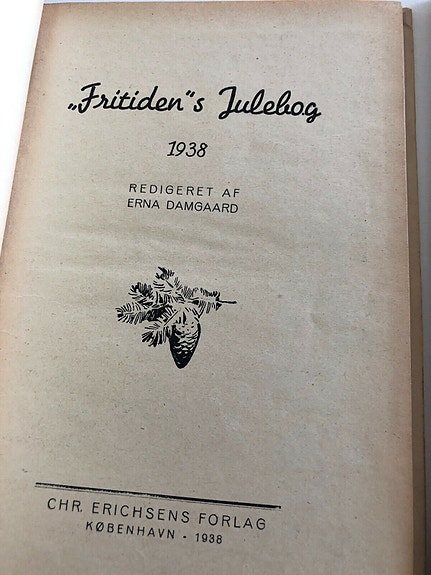 „Fritiden“s Julebog
1938
REDIGERET AF
ERNA DAMGAARD
CHR. ERICHSENS FORLAG
KØBENHAVN - 1938